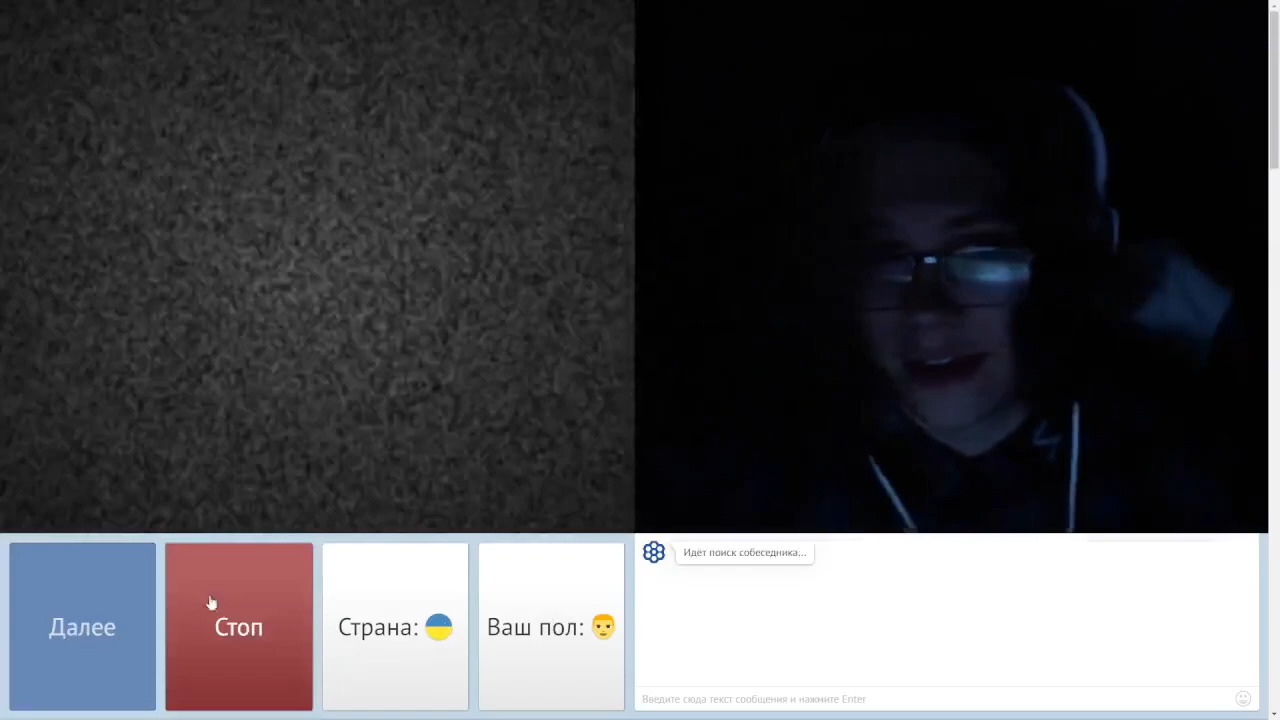 Далее
Стоп
Страна:
Ваш пол:
Идёт поиск собеседника...
Введите сюда текст сообщения и нажмите Enter